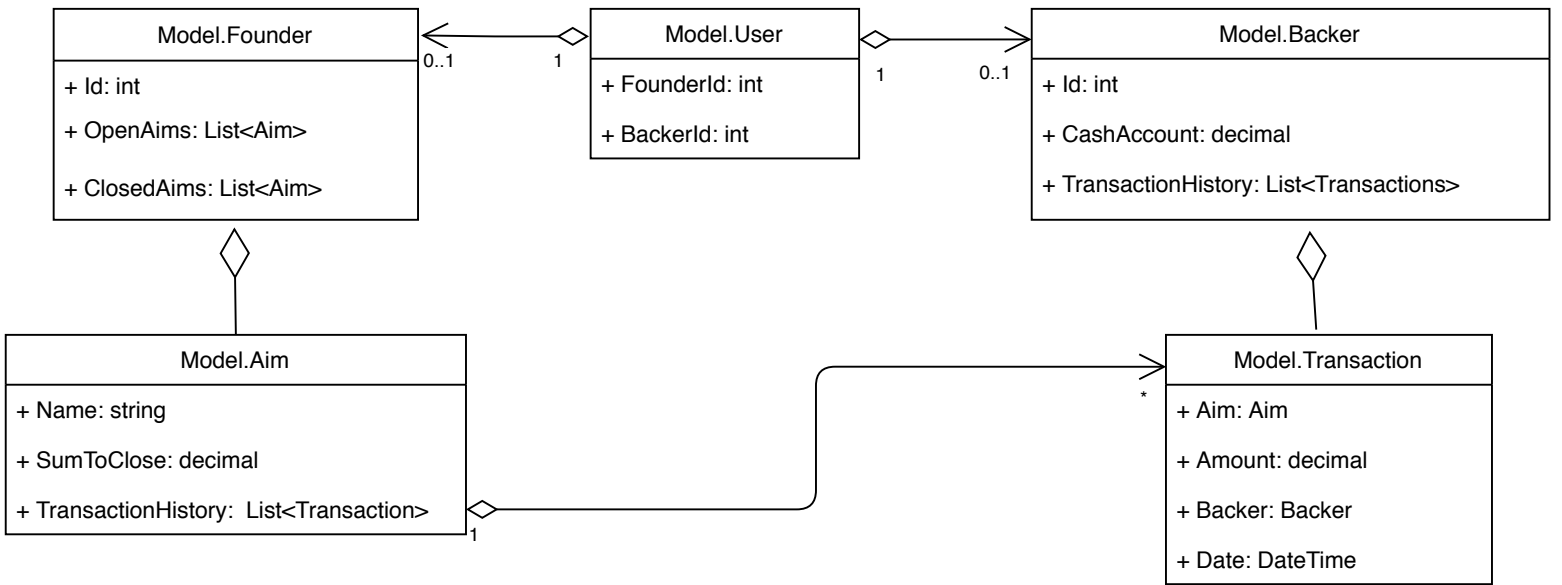 Model.Founder
+ Id: int
+ OpenAims: List<Aim>
+ ClosedAims: List<Aim>
0..1
1
Model.User
+ FounderId: int
+ BackerId: int
1
0..1
Model.Backer
+ Id: int
+ CashAccount: decimal
+ TransactionHistory: List<Transactions>
Model.Aim
+ Name: string
+ SumToClose: decimal
+ TransactionHistory:  List<Transaction>
1
*
Model.Transaction
+ Aim: Aim
+ Amount: decimal
+ Backer: Backer
+ Date: DateTime